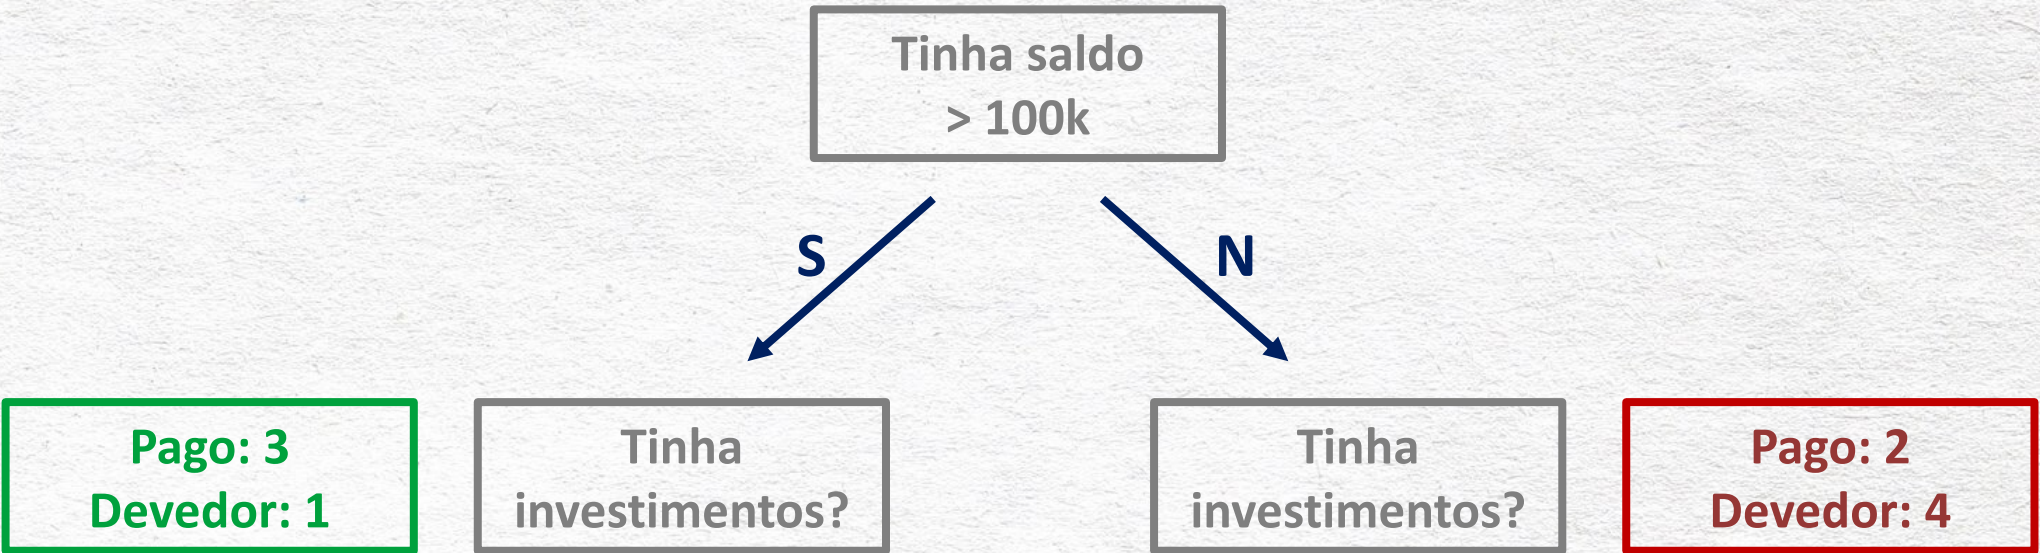 Tinha saldo
> 100k
S
N
Pago: 3
Devedor: 1
Tinha
investimentos?
Tinha
investimentos?
Pago: 2
Devedor: 4